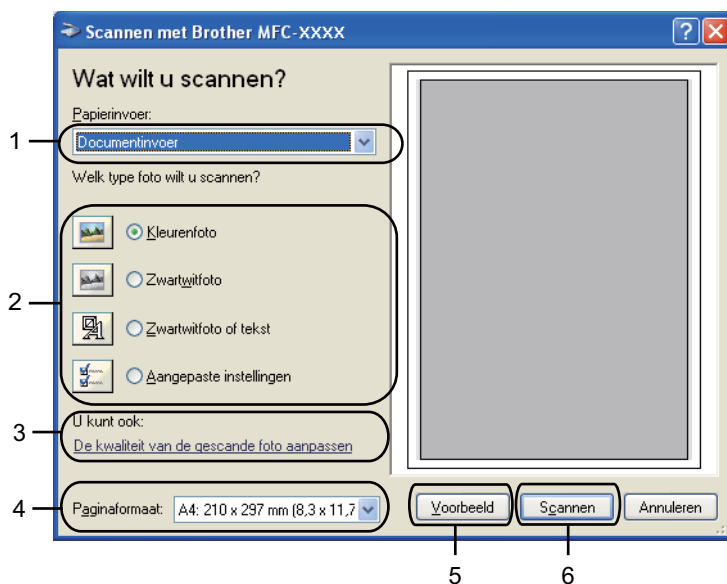 Scannen met Brother MFC-XXXX
Wat wilt u scannen?
Papierinvoer:
1
Documentinvoer
Welk type foto wilt u scannen?
2
Kleurenfoto
Zwartwitfoto
Zwartwitfoto of tekst
Aangepaste instellingen
3
U kunt ook:
De kwaliteit van de gescande foto aanpassen
4
Paginaformaat: A4: 210 x 297 mm (8,3 x 11,7
Voorbeeld Scannen Annuleren
5 6